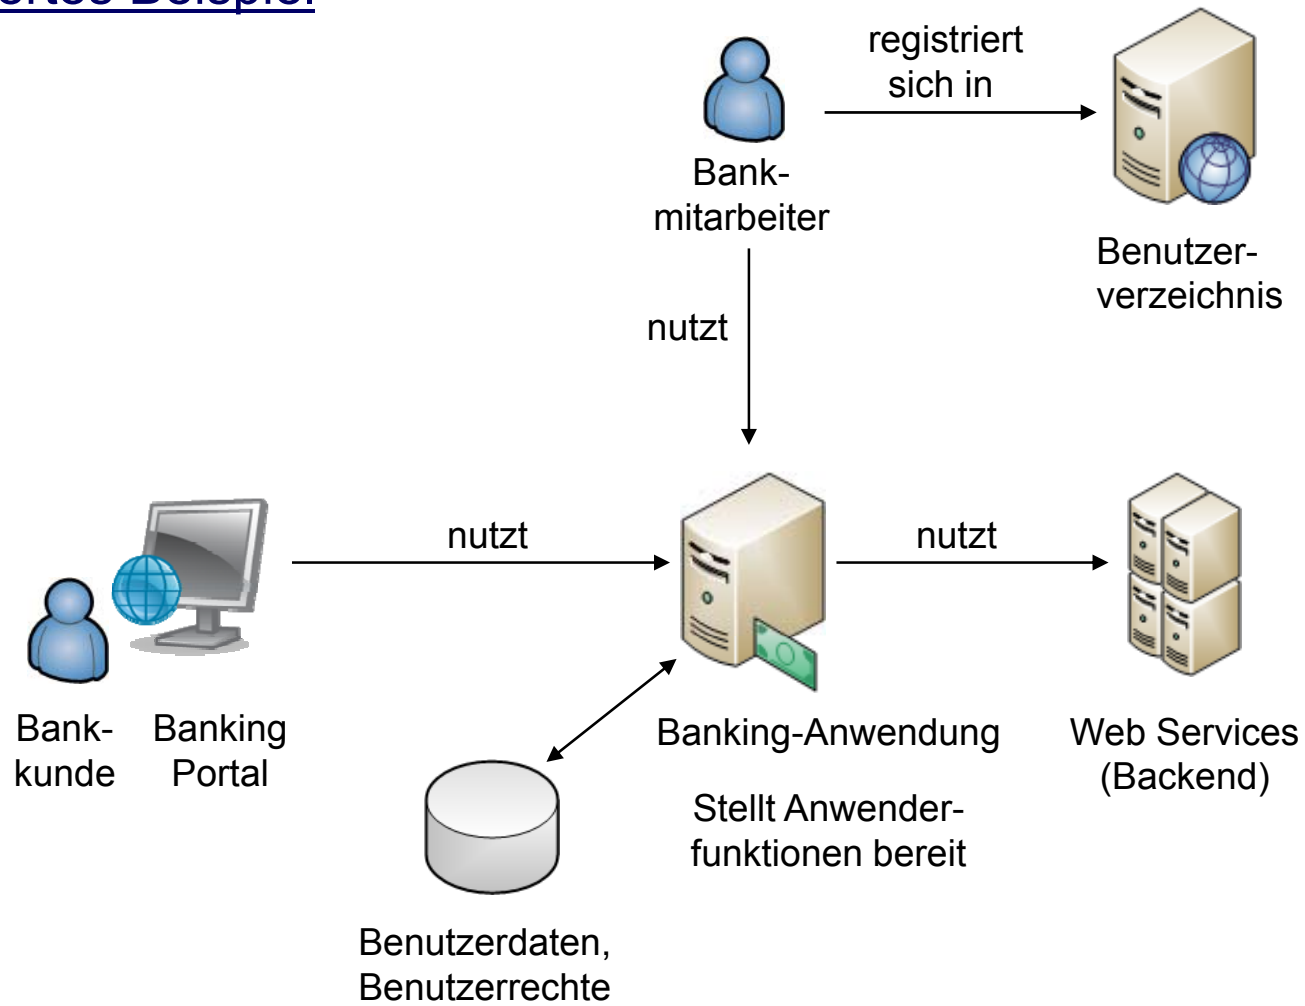 Beispiel
registriert
sich in
Bank-
mitarbeiter
Benutzer-
verzeichnis
nutzt
nutzt
nutzt
Bank-
kunde
Banking
Portal
Banking-Anwendung
Stellt Anwender-
funktionen bereit
Web Services
(Backend)
Benutzerdaten,
Benutzerrechte